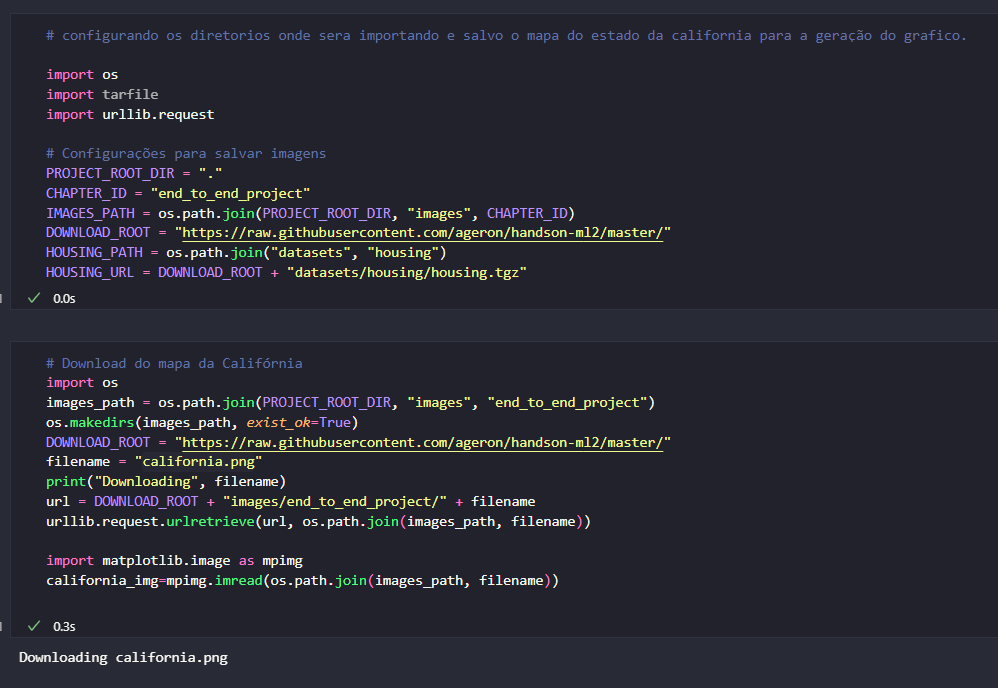 # configurando os diretorios onde sera importando e salvo o mapa do estado da california para a geração do grafico.
import os
import tarfile
import urllib.request
# Configurações para salvar imagens
PROJECT_ROOT_DIR = "."
CHAPTER_ID = "end_to_end_project"
IMAGES_PATH = os.path.join(PROJECT_ROOT_DIR, "images", CHAPTER_ID)
DOWNLOAD_ROOT = "https://raw.githubusercontent.com/ageron/handson-ml2/master/"
HOUSING_PATH = os.path.join("datasets", "housing")
HOUSING_URL = DOWNLOAD_ROOT + "datasets/housing/housing.tgz"
✓ 0.0s
# Download do mapa da Califórnia
import os
images_path = os.path.join(PROJECT_ROOT_DIR, "images", "end_to_end_project")
os.makedirs(images_path, exist_ok=True)
DOWNLOAD_ROOT = "https://raw.githubusercontent.com/ageron/handson-ml2/master/"
filename = "california.png"
print("Downloading", filename)
url = DOWNLOAD_ROOT + "images/end_to_end_project/" + filename
urllib.request.urlretrieve(url, os.path.join(images_path, filename))
import matplotlib.image as mpimg
california_img=mpimg.imread(os.path.join(images_path, filename))
✓ 0.3s
Downloading california.png